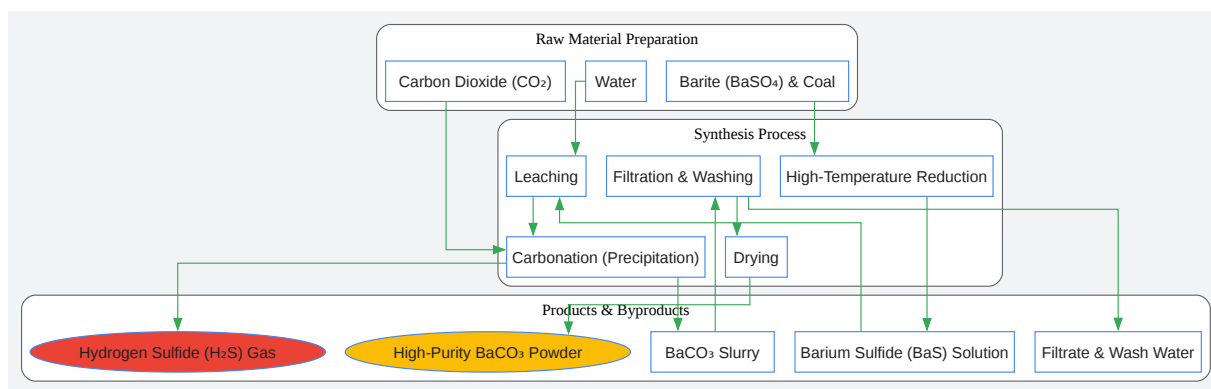 Raw Material Preparation
Carbon Dioxide (CO₂)
Water
Barite (BaSO₄) & Coal
Synthesis Process
Leaching
Filtration & Washing
High-Temperature Reduction
Carbonation (Precipitation)
Drying
Products & Byproducts
Hydrogen Sulfide (H₂S) Gas
High-Purity BaCO₃ Powder
BaCO₃ Slurry
Barium Sulfide (BaS) Solution
Filtrate & Wash Water